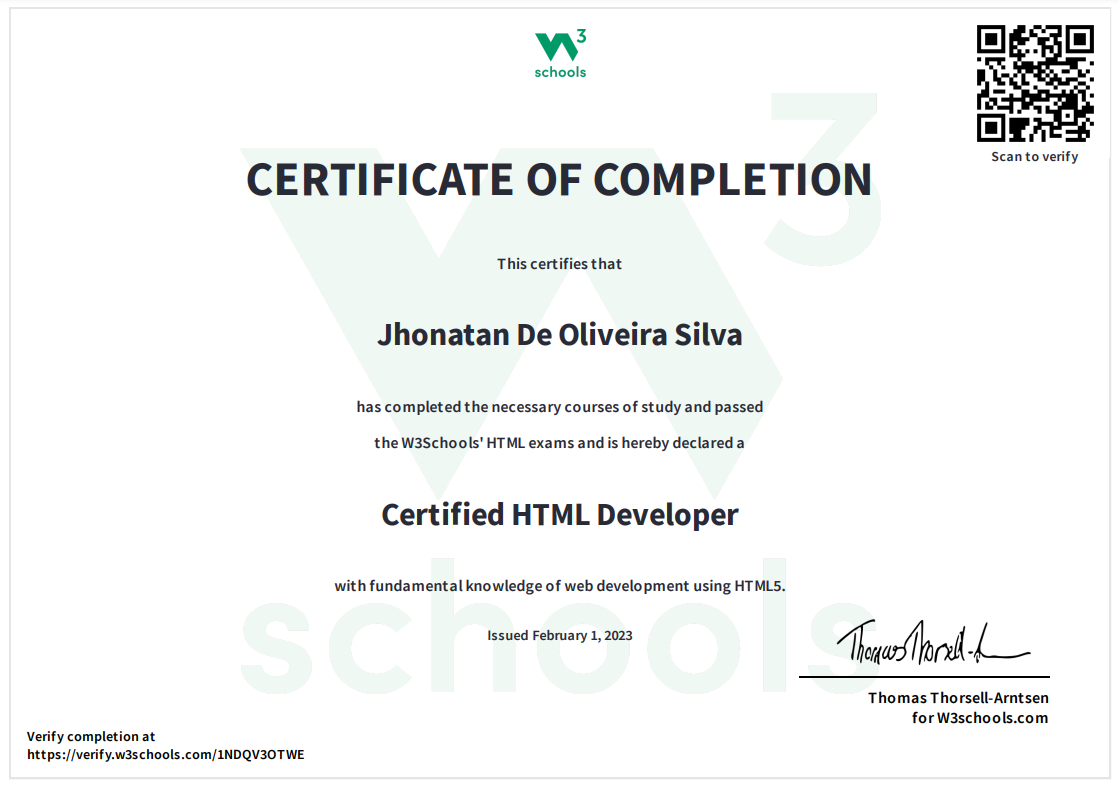 W3
schools
Scan to verify
CERTIFICATE OF COMPLETION
This certifies that
Jhonatan De Oliveira Silva
has completed the necessary courses of study and passed
the W3Schools' HTML exams and is hereby declared a
Certified HTML Developer
with fundamental knowledge of web development using HTML5.
Issued February 1, 2023
Thomas Thorsell-A
Thomas Thorsell-Arntsen
for W3schools.com
Verify completion at
https://verify.w3schools.com/1NDQV3OTWE
W3
schools